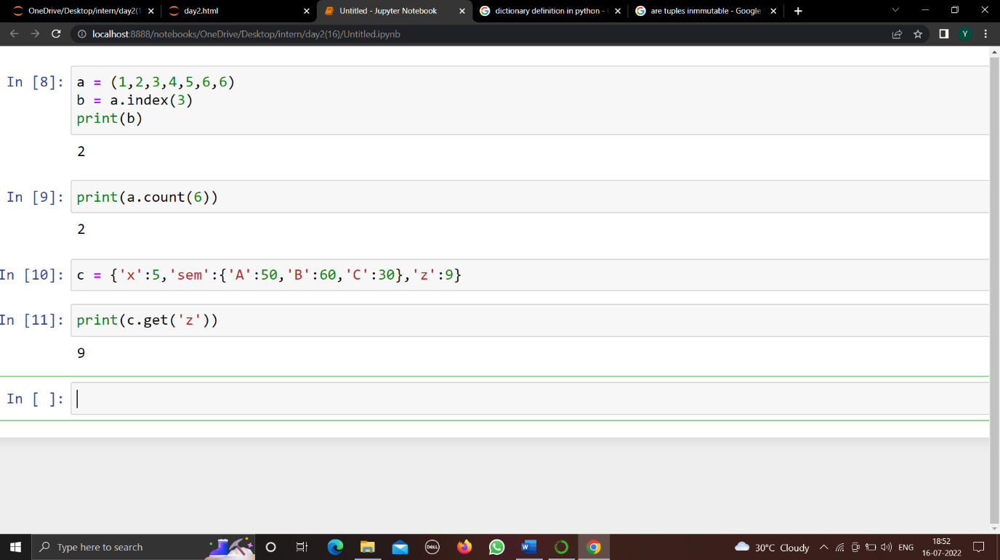 OneDrive/Desktop/intern/day2(1
day2.html
Untitled - Jupyter Notebook
dictionary definition in python -
are tuples inmmutable - Google
localhost:8888/notebooks/OneDrive/Desktop/intern/day2(16)/Untitled.ipynb
Y
In [8]: a = (1,2,3,4,5,6,6)
b = a.index(3)
print(b)
2
In [9]: print(a.count(6))
2
In [10]: c = {'x':5,'sem':{'A':50,'B':60,'C':30},'z':9}
In [11]: print(c.get('z'))
9
In [ ]:
Type here to search
DELL
W
30°C Cloudy
ENG
18:52
16-07-2022